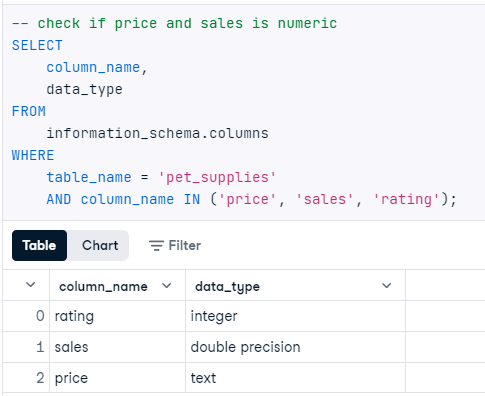 -- check if price and sales is numeric
SELECT
column_name,
data_type
FROM
information_schema.columns
WHERE
table_name = 'pet_supplies'
AND column_name IN ('price', 'sales', 'rating');
Table Chart Filter
column_name data_type
0 rating integer
1 sales double precision
2 price text